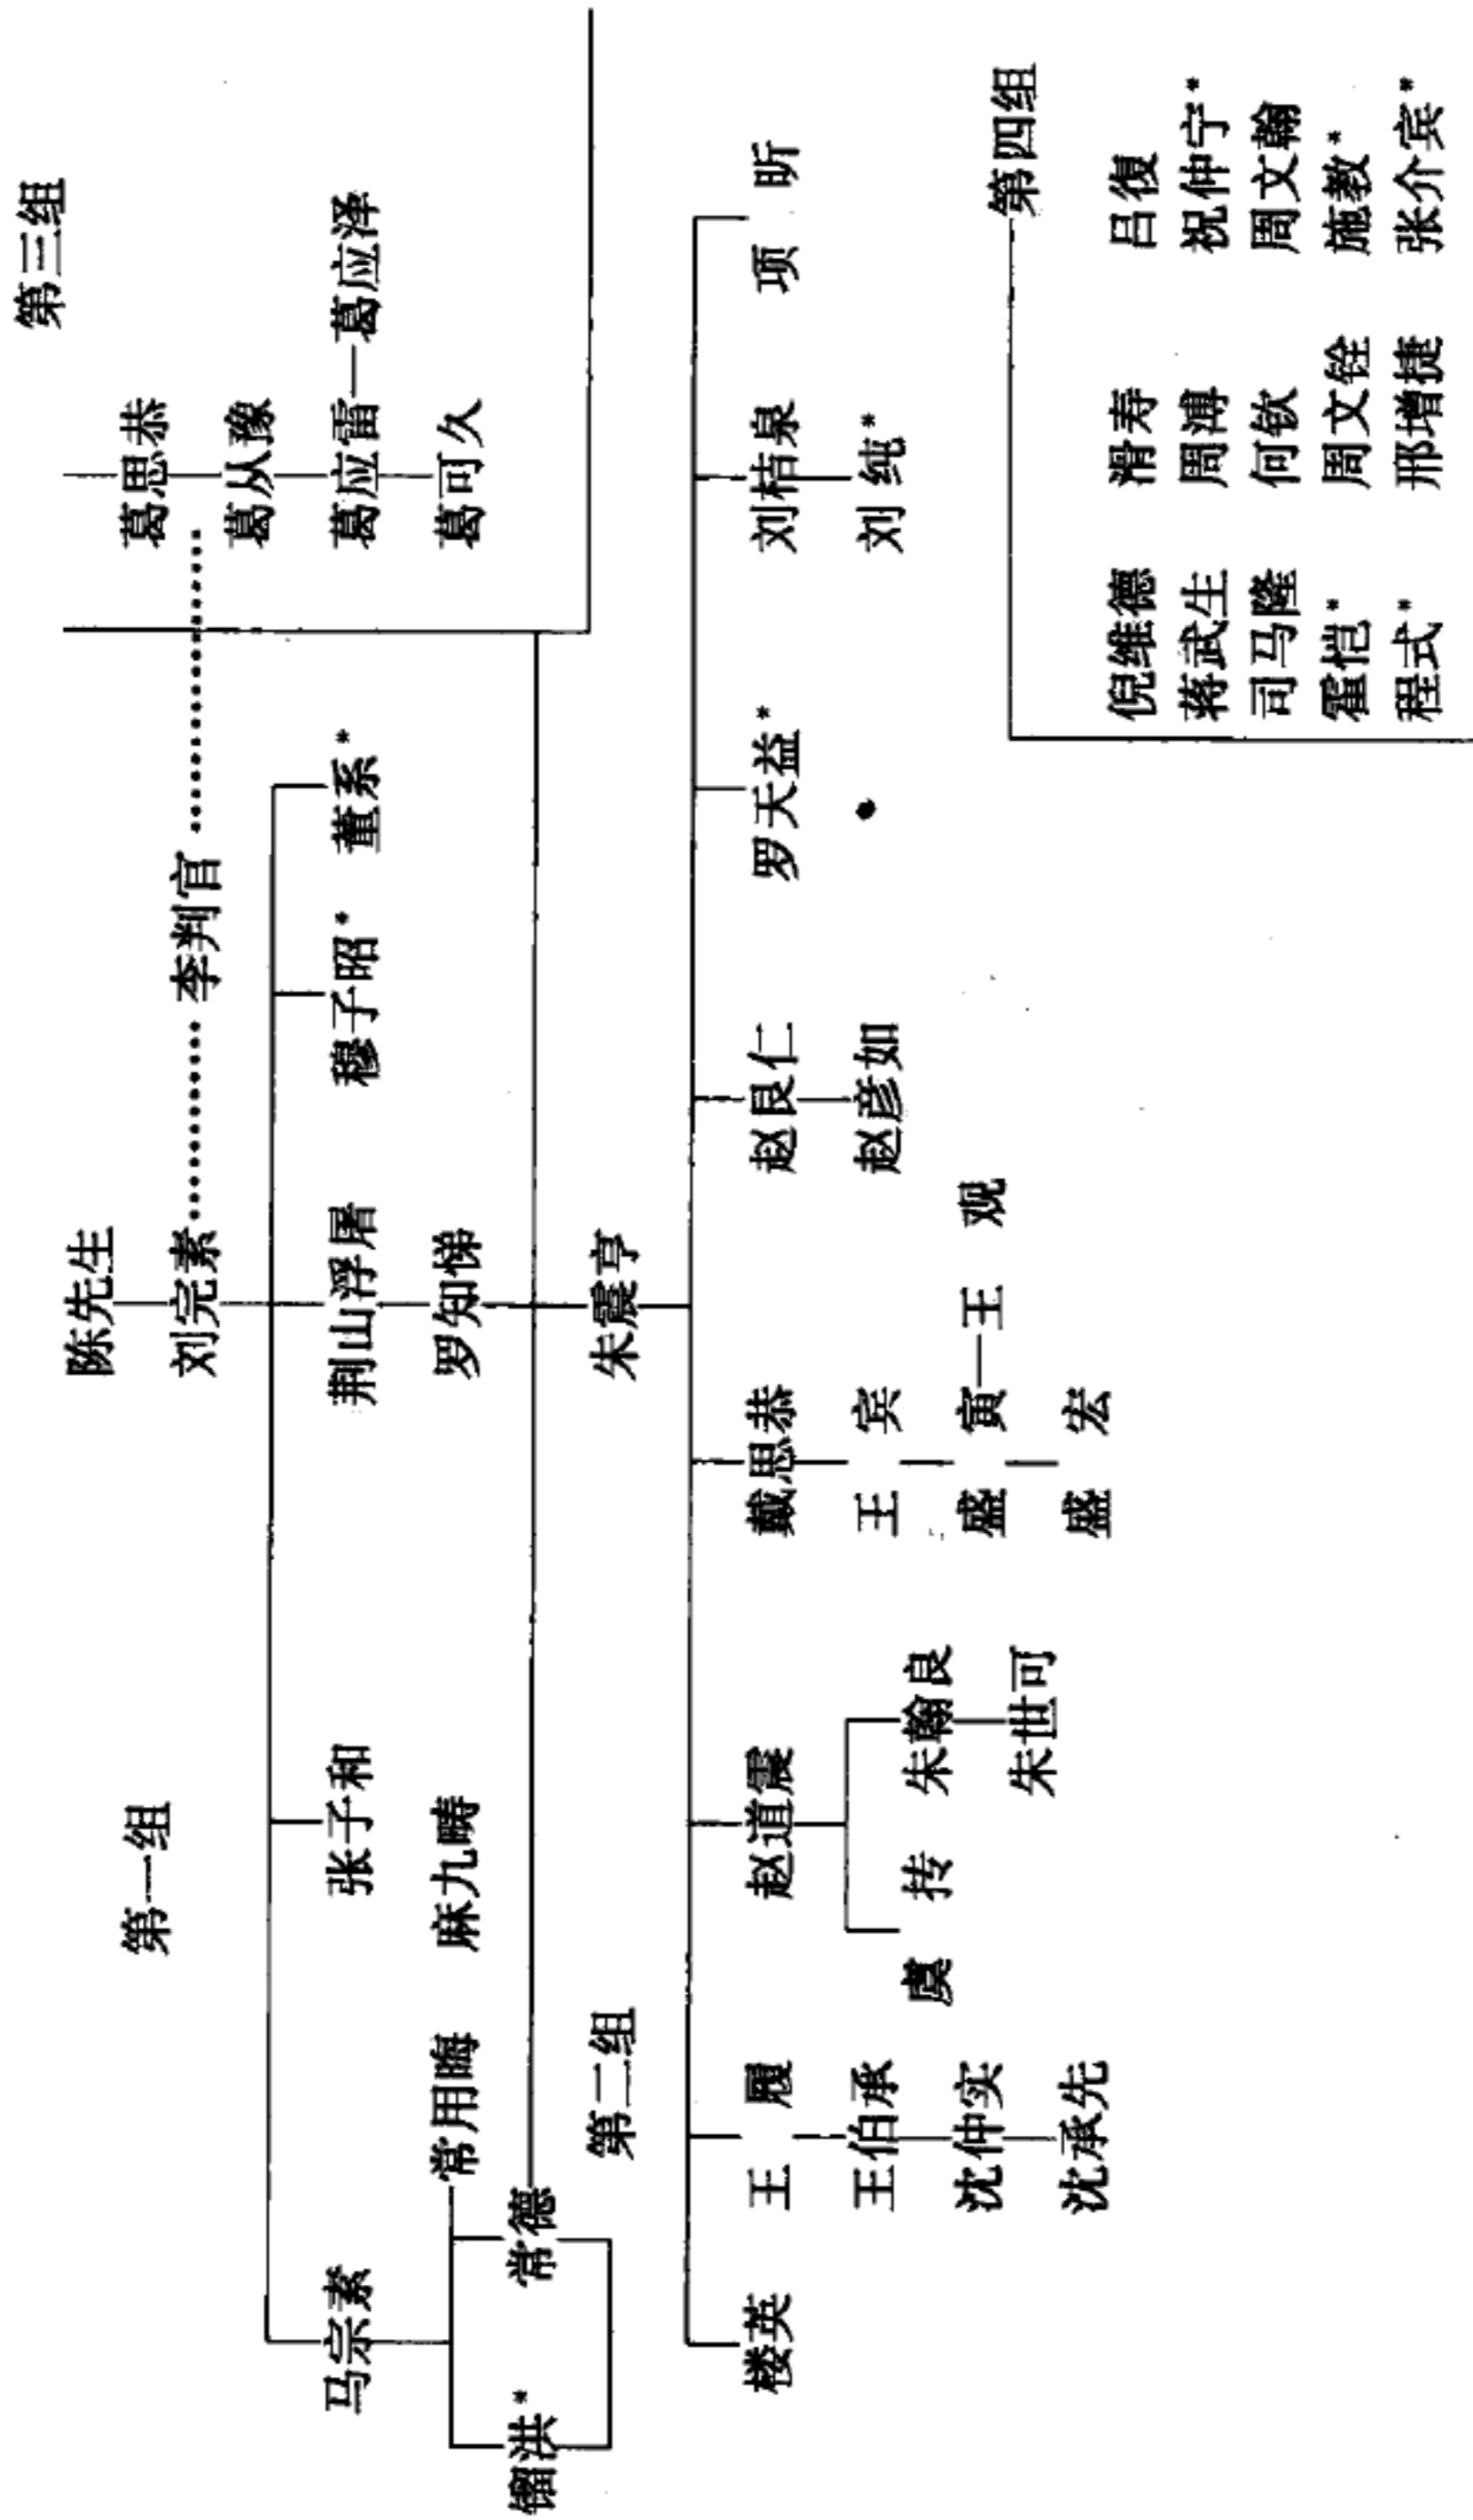 第三组
陈先生
葛思恭
第一组
刘完素
李判官
葛从豫
马宗素
张子和
荆山浮屠
穆子昭*
董系*
葛应雷—葛应泽
常用晦
麻九畴
罗知悌
葛可久
镏洪*
常德
第二组
朱震亨
楼英
王履
赵道震
戴思恭
赵良仁
罗天益*
刘桔泉
项昕
王伯承
虞抟
朱翰良
王宾
赵彦如
刘纯*
沈仲实
朱世可
盛寅—王观
沈承先
盛宏
第四组
倪维德 滑寿 吕復
蒋武生 周溥 祝仲宁*
司马隆 何钦 周文翰
霍恺* 周文铨 施教*
程式* 邢增捷 张介宾*